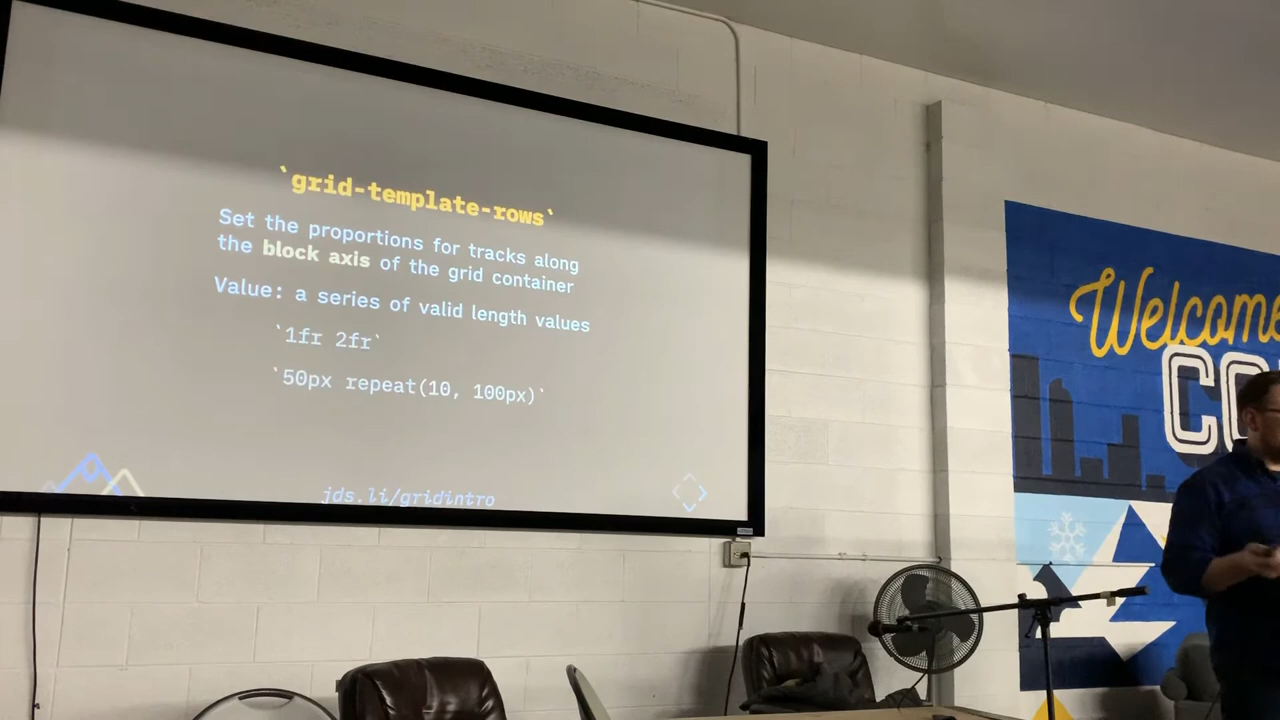 `grid-template-rows`
Set the proportions for tracks along
the block axis of the grid container
Value: a series of valid length values
`1fr 2fr`
`50px repeat(10, 100px)`
jds.li/gridintro
Welcome
CO